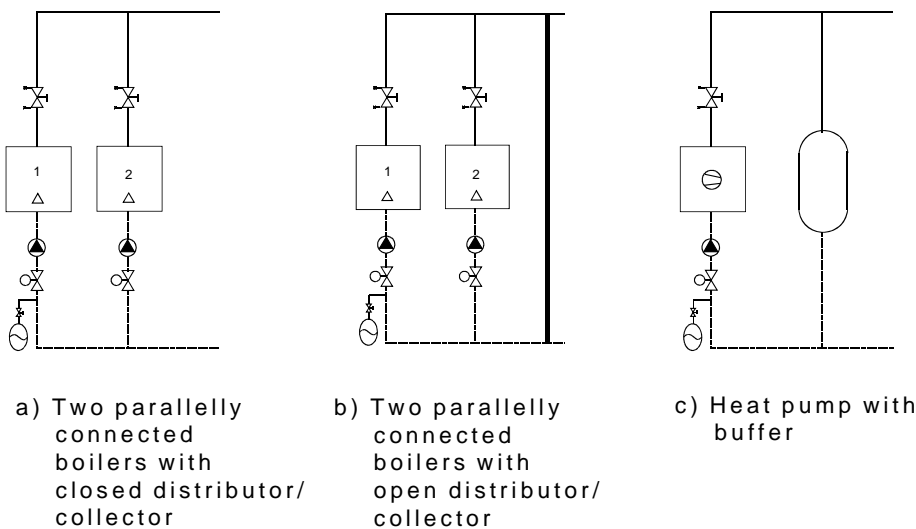 1
2
1
2
a) Two parallelly
connected
boilers with
closed distributor/
collector
b) Two parallelly
connected
boilers with
open distributor/
collector
c) Heat pump with
buffer